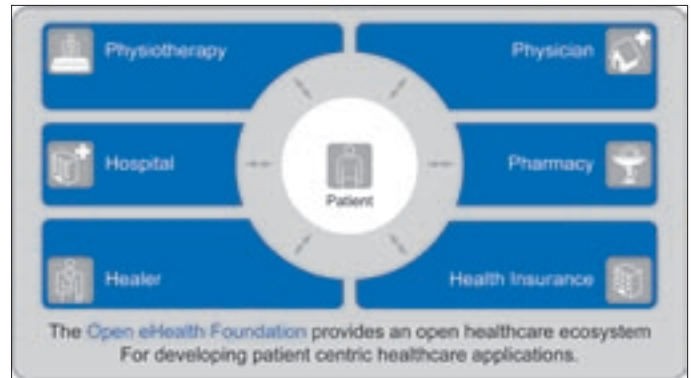 Physiotherapy
Physician
Hospital
Pharmacy
Patient
Healer
Health Insurance
The Open eHealth Foundation provides an open healthcare ecosystem
For developing patient centric healthcare applications.